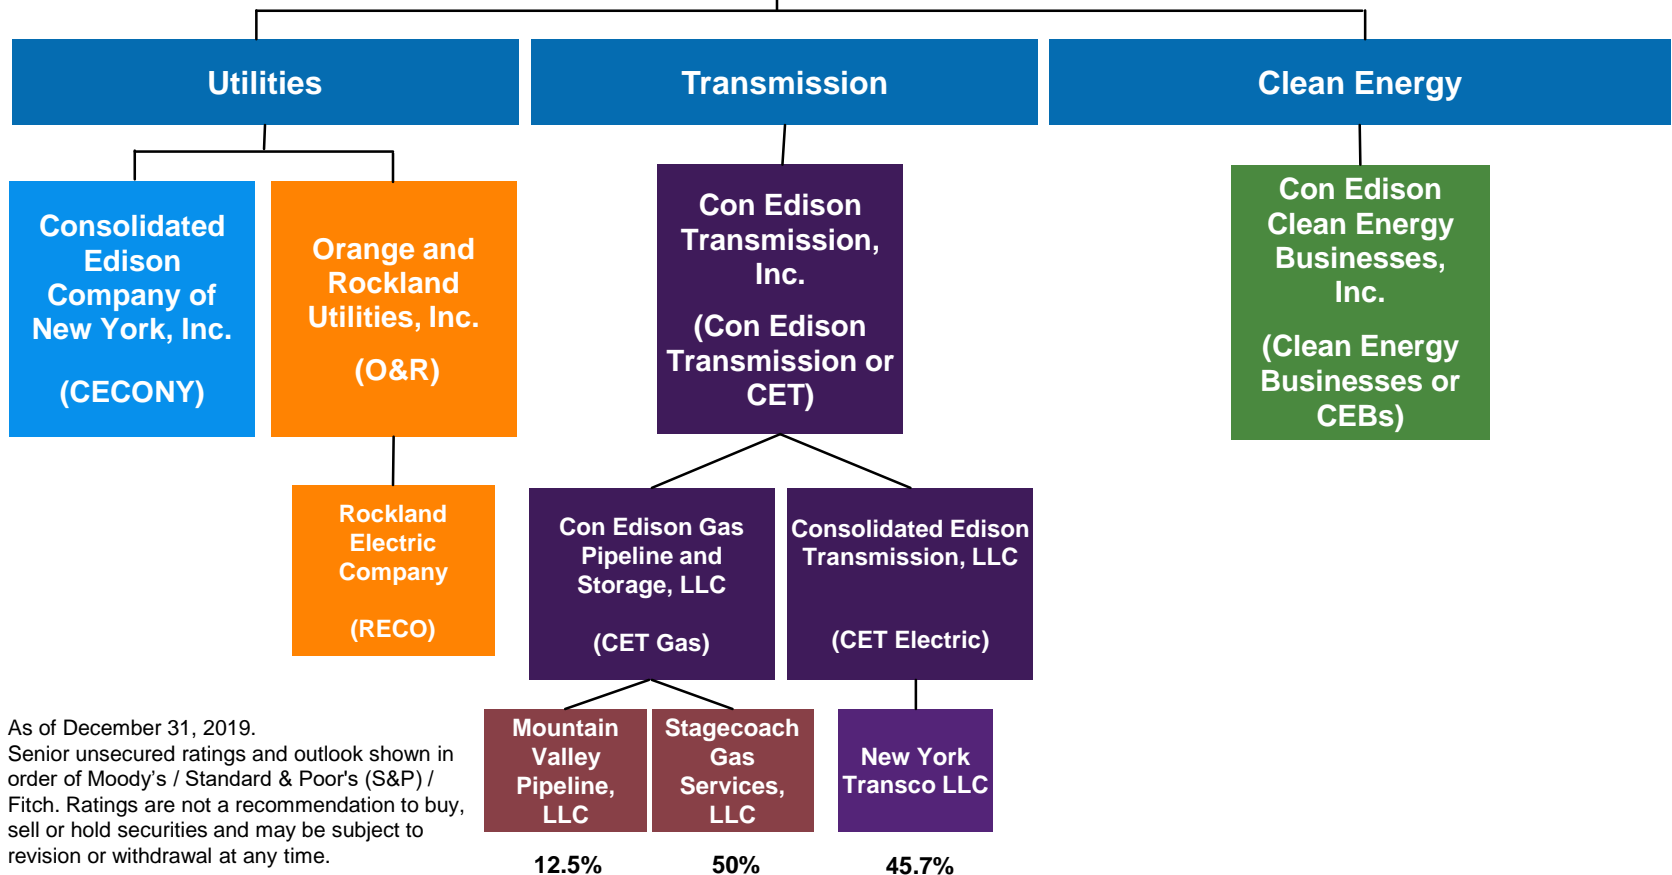 Utilities
Transmission
Clean Energy
Consolidated
Edison
Company of
New York, Inc.
(CECONY)
Orange and
Rockland
Utilities, Inc.
(O&R)
Con Edison
Transmission,
Inc.
(Con Edison
Transmission or
CET)
Con Edison
Clean Energy
Businesses,
Inc.
(Clean Energy
Businesses or
CEBs)
Rockland
Electric
Company
(RECO)
Con Edison Gas
Pipeline and
Storage, LLC
(CET Gas)
Consolidated Edison
Transmission, LLC
(CET Electric)
Mountain
Valley
Pipeline,
LLC
12.5%
Stagecoach
Gas
Services,
LLC
50%
New York
Transco LLC
45.7%
As of December 31, 2019.
Senior unsecured ratings and outlook shown in
order of Moody’s / Standard & Poor's (S&P) /
Fitch. Ratings are not a recommendation to buy,
sell or hold securities and may be subject to
revision or withdrawal at any time.